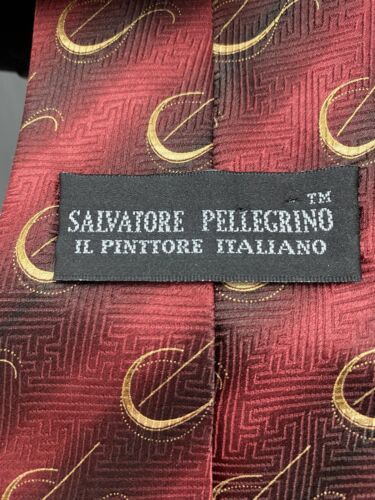 TM
SALVATORE PELLEGRINO
IL PINTTORE ITALIANO